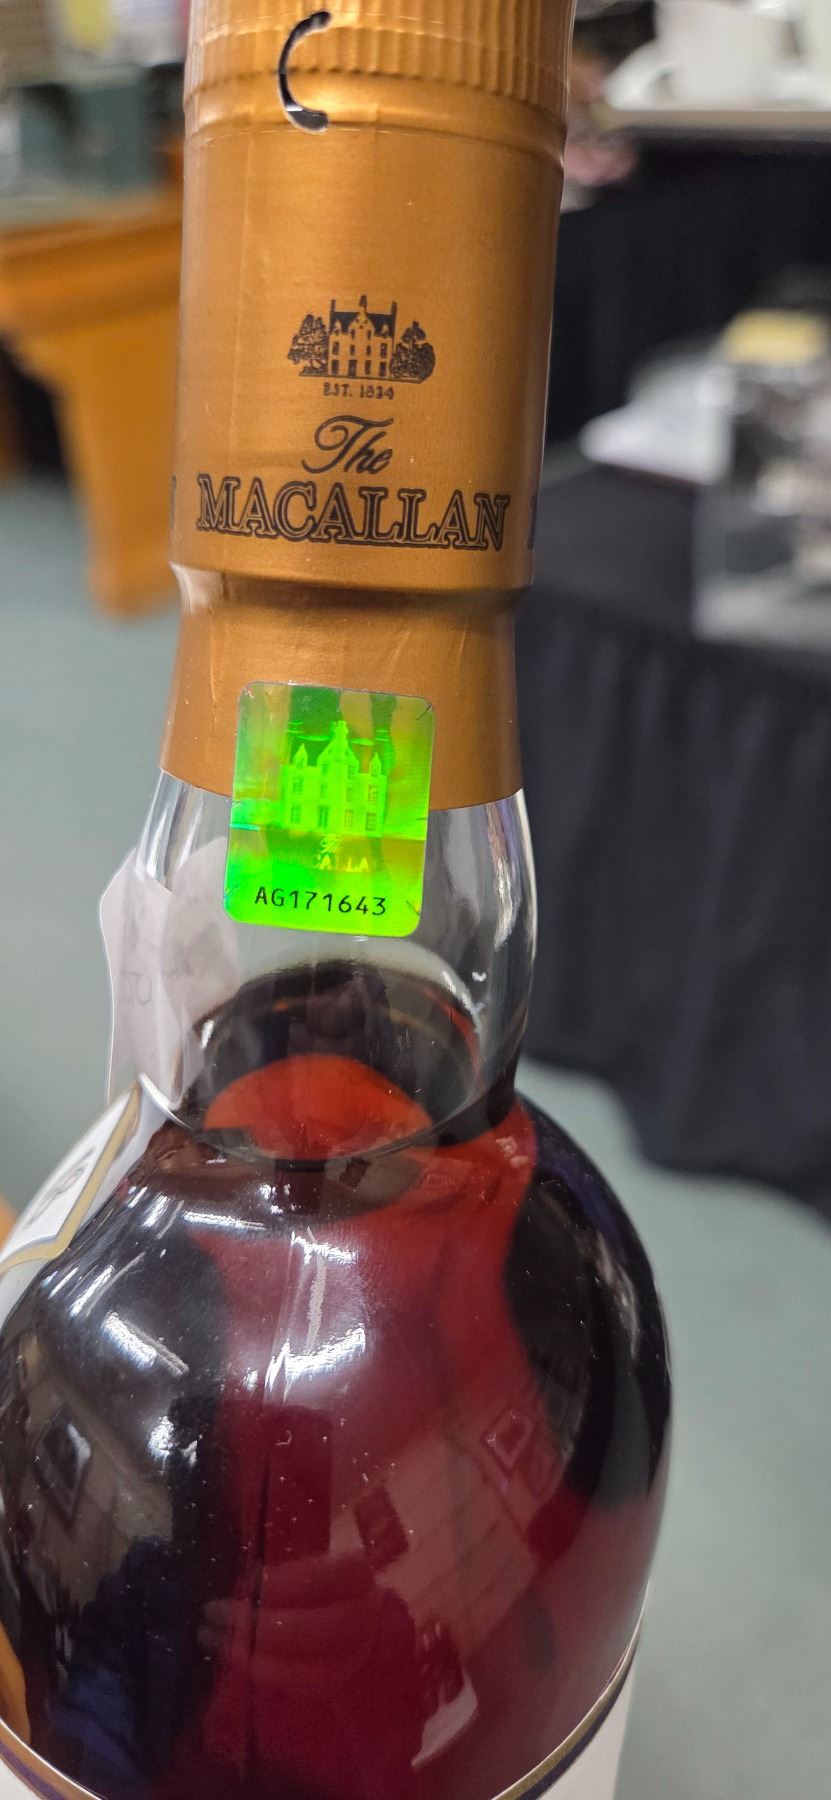 EST. 1824
The
MACALLAN
The
MACALLAN
AG171643